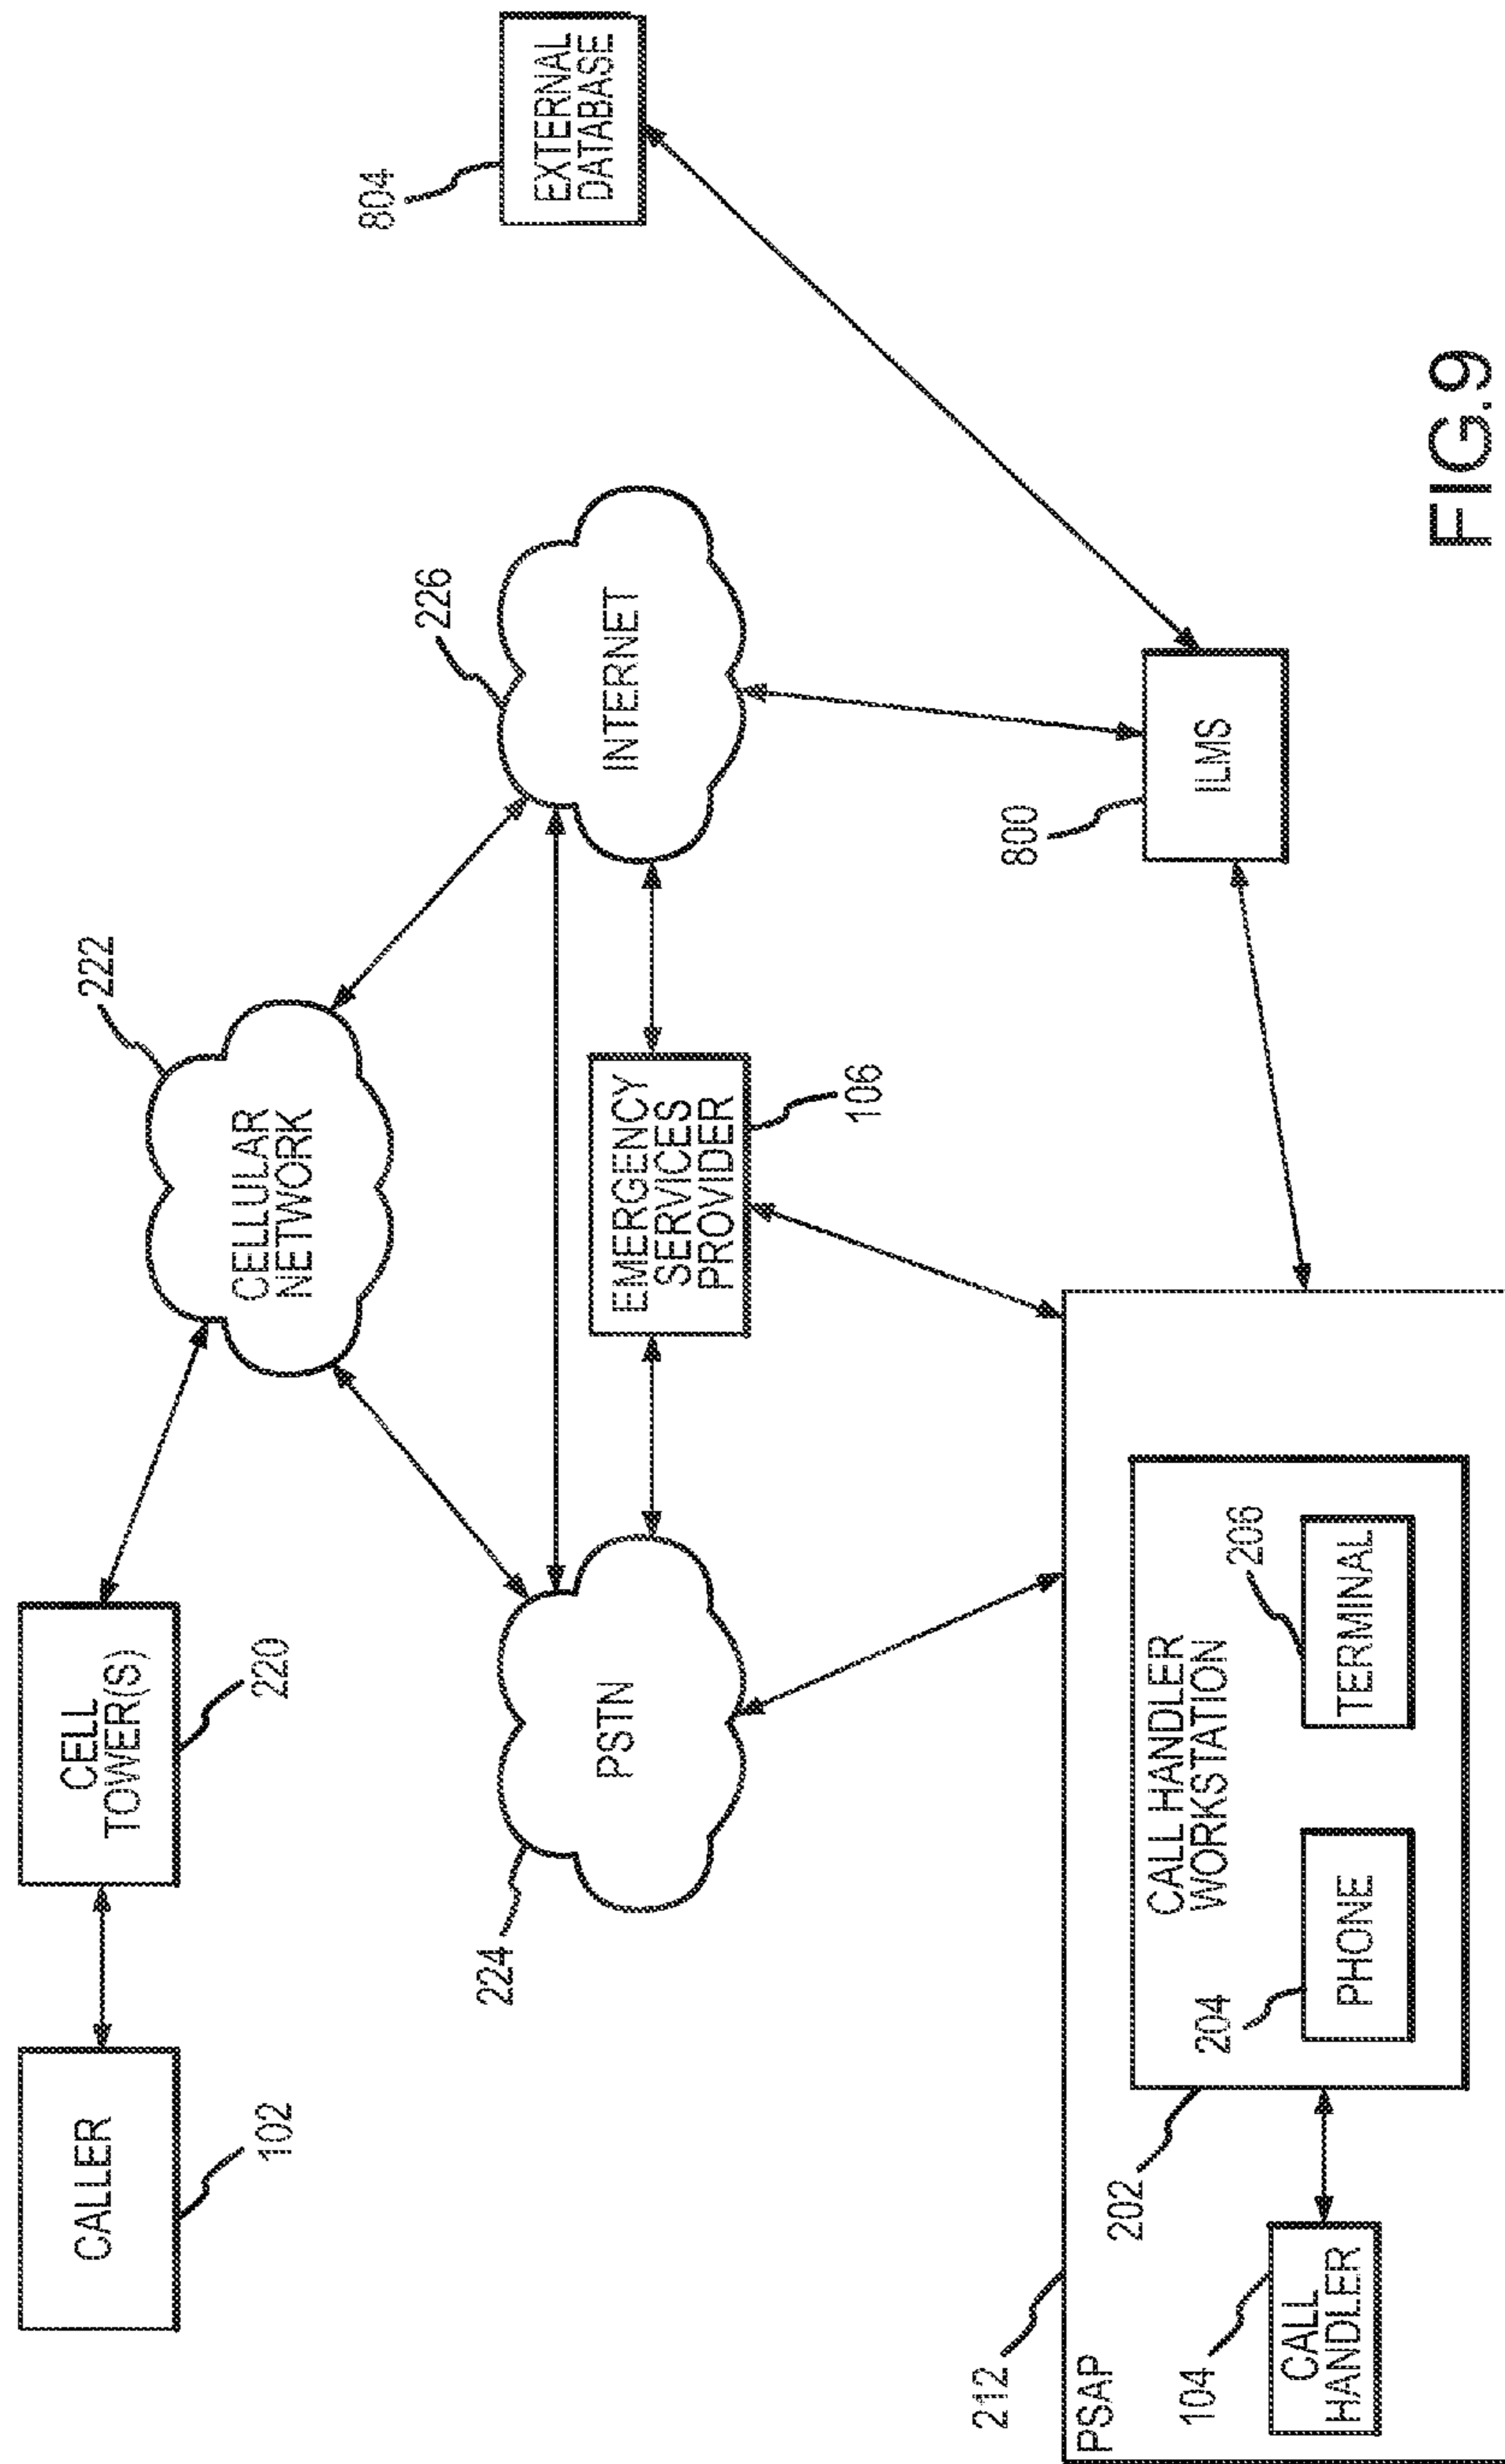 CALLER
102
CELL
TOWER(S)
220
CELLULAR
NETWORK
222
PSTN
224
INTERNET
226
EMERGENCY
SERVICES
PROVIDER
106
EXTERNAL
DATABASE
804
ILMS
800
212
PSAP
104
CALL
HANDLER
202
CALL HANDLER
WORKSTATION
204
PHONE
206
TERMINAL
FIG.9